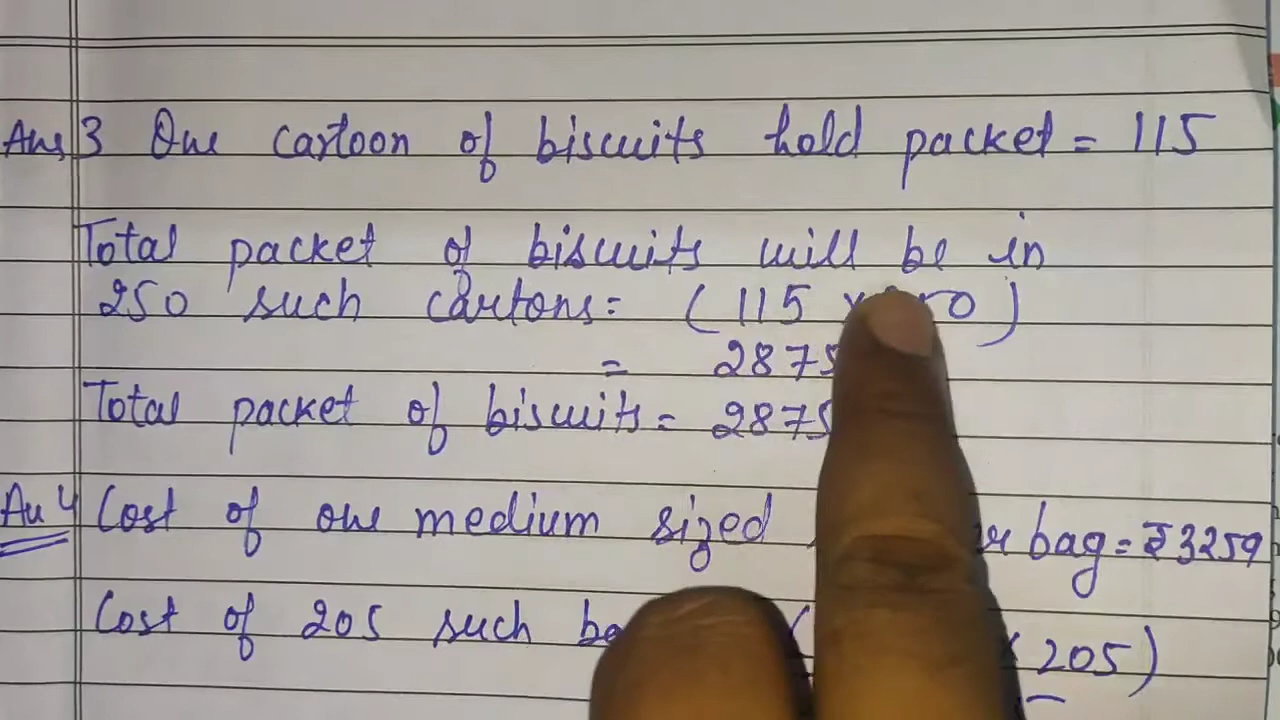 Ans 3 One cartoon of biscuits hold packet = 115
Total packet of biscuits will be in
250 such cartons = (115 × 250)
= 2875
Total packet of biscuits = 2875
An 4 Cost of one medium sized bag = ₹3259
Cost of 205 such ( × 205)